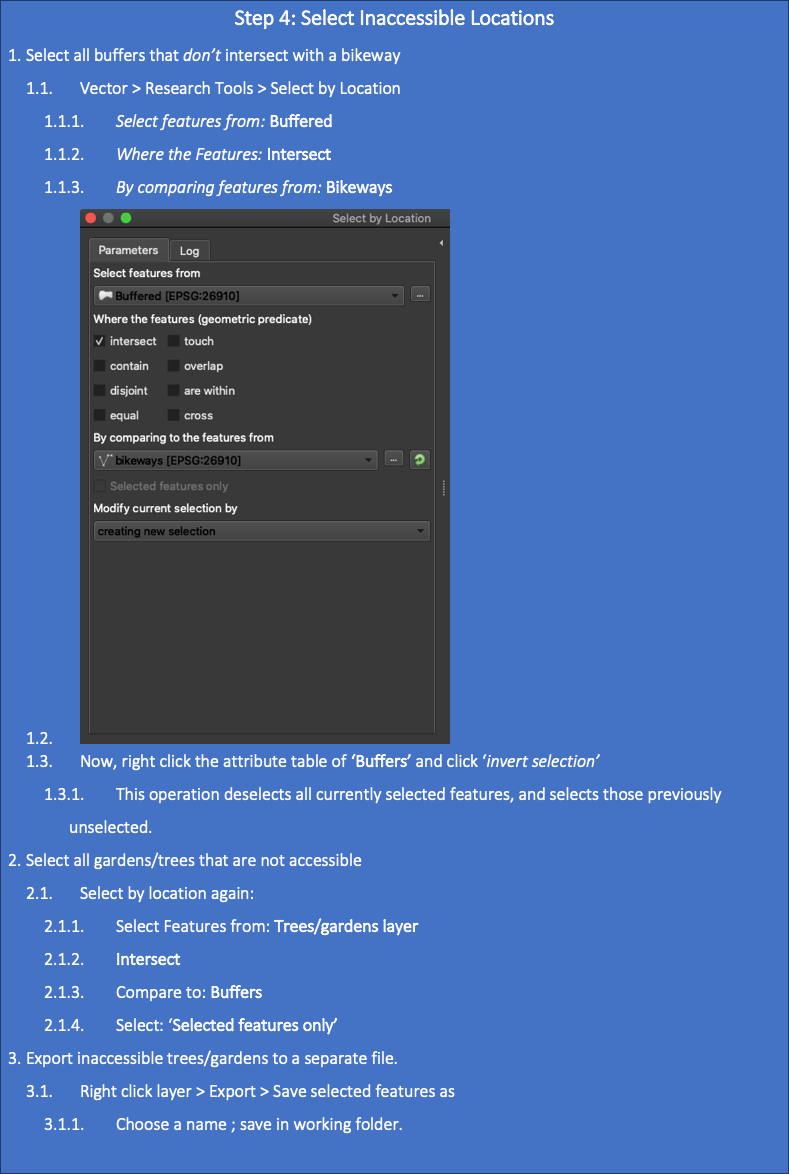 Step 4: Select Inaccessible Locations
1. Select all buffers that don't intersect with a bikeway
1.1. Vector > Research Tools > Select by Location
1.1.1. Select features from: Buffered
1.1.2. Where the Features: Intersect
1.1.3. By comparing features from: Bikeways
Select by Location
Parameters Log
Select features from
Buffered [EPSG:26910] ...
Where the features (geometric predicate)
intersect touch
contain overlap
disjoint are within
equal cross
By comparing to the features from
bikeways [EPSG:26910] ...
Selected features only
Modify current selection by
creating new selection
1.2.
1.3. Now, right click the attribute table of ‘Buffers’ and click ‘invert selection’
1.3.1. This operation deselects all currently selected features, and selects those previously
unselected.
2. Select all gardens/trees that are not accessible
2.1. Select by location again:
2.1.1. Select Features from: Trees/gardens layer
2.1.2. Intersect
2.1.3. Compare to: Buffers
2.1.4. Select: ‘Selected features only’
3. Export inaccessible trees/gardens to a separate file.
3.1. Right click layer > Export > Save selected features as
3.1.1. Choose a name ; save in working folder.